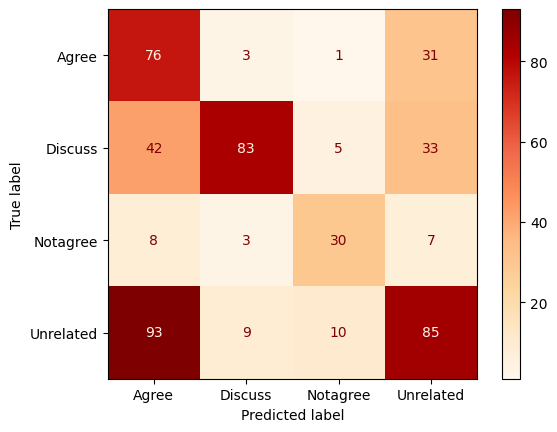 Agree 76 3 1 31
Discuss 42 83 5 33
Notagree 8 3 30 7
Unrelated 93 9 10 85
Agree Discuss Notagree Unrelated
Predicted label
True label
80
60
40
20